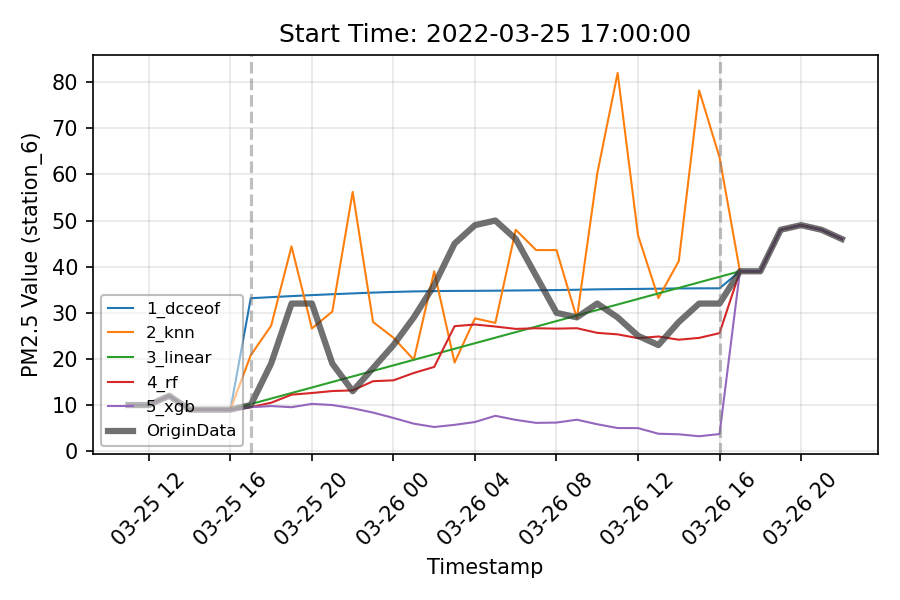 Start Time: 2022-03-25 17:00:00
PM2.5 Value (station_6)
80
70
60
50
40
30
20
10
0
1_dcceof
2_knn
3_linear
4_rf
5_xgb
OriginData
03-25 12
03-25 16
03-25 20
03-26 00
03-26 04
03-26 08
03-26 12
03-26 16
03-26 20
Timestamp